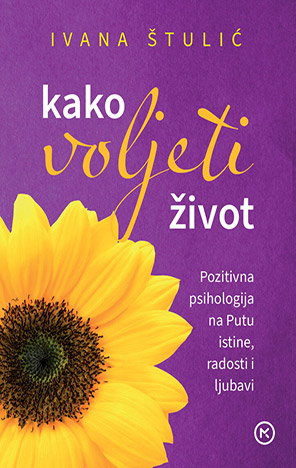 IVANA ŠTULIĆ
kako
voljeti
život
Pozitivna
psihologija
na Putu
istine,
radosti i
ljubavi
M